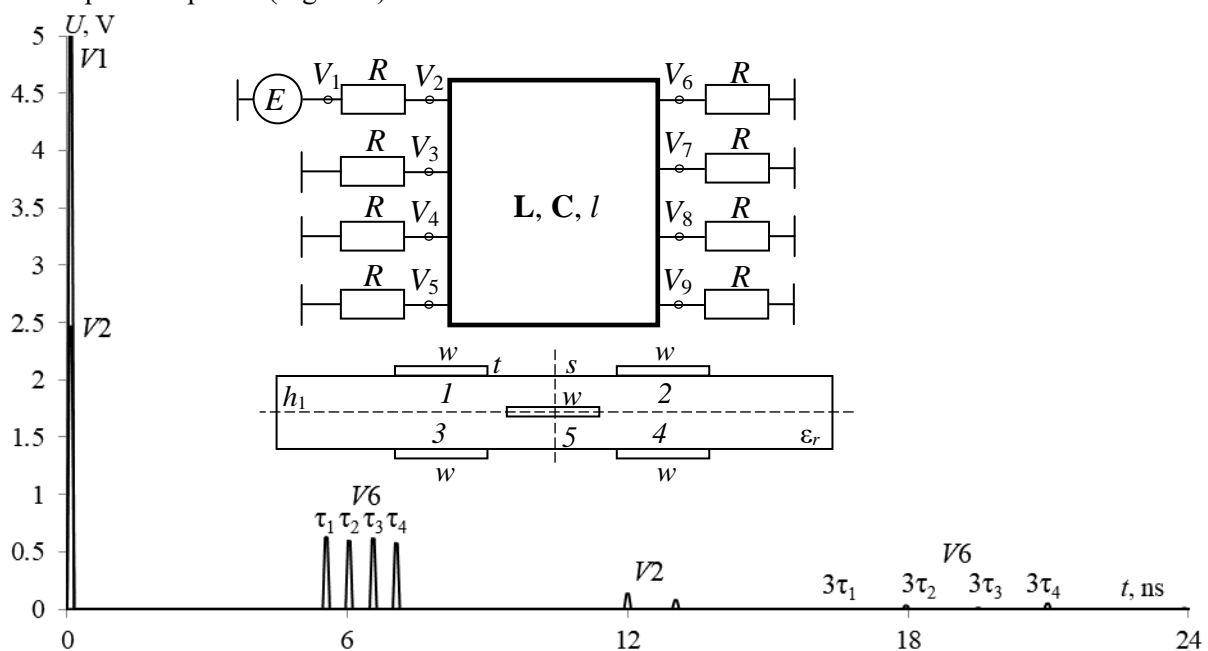 U, V
5
V1
4.5
4
3.5
3
2.5
V2
2
1.5
1
0.5
0
E
V1 R V2
R V3
R V4
R V5
L, C, l
V6 R
V7 R
V8 R
V9 R
w t s w
h1 1 w 2
3 5 4 εr
w w
V6
τ1 τ2 τ3 τ4
V2
V6
3τ1 3τ2 3τ3 3τ4 t, ns
0 6 12 18 24